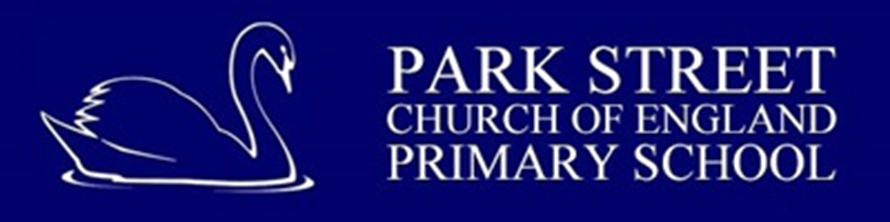 PARK STREET
CHURCH OF ENGLAND
PRIMARY SCHOOL